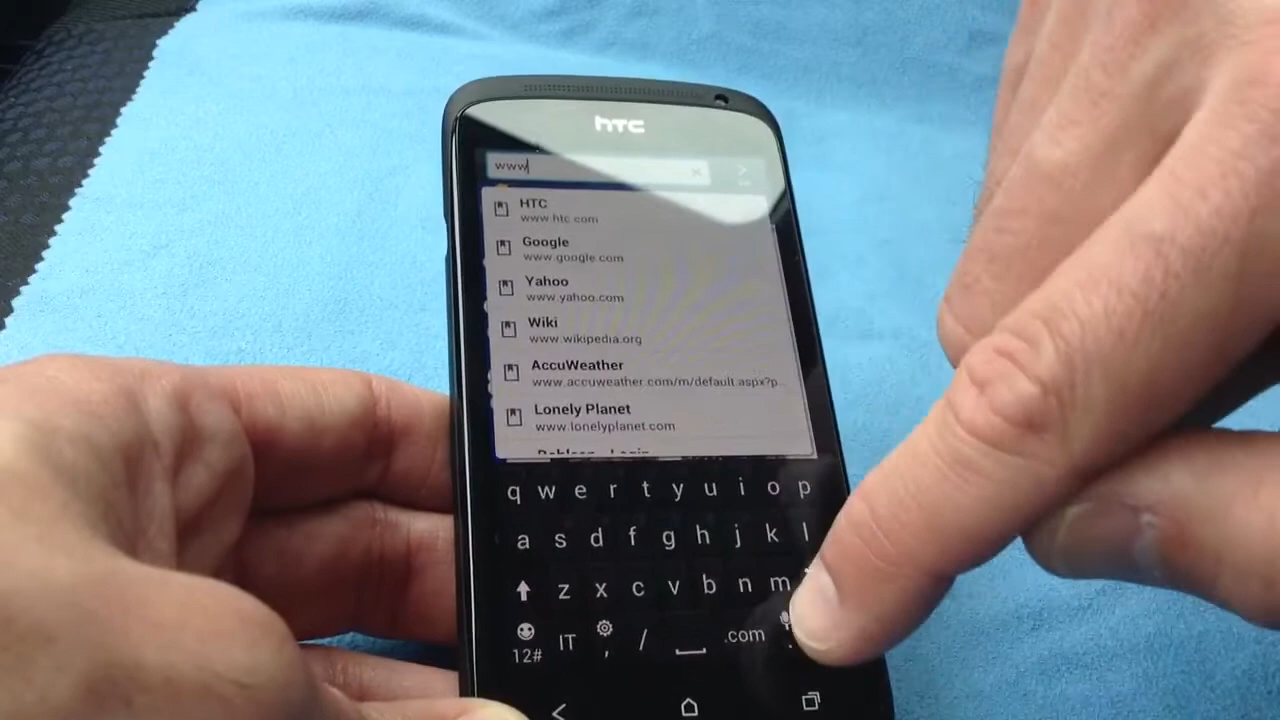 hTC
www
HTC
www.htc.com
Google
www.google.com
Yahoo
www.yahoo.com
Wiki
www.wikipedia.org
AccuWeather
www.accuweather.com/m/default.aspx?p...
Lonely Planet
www.lonelyplanet.com
q w e r t y u i o p
a s d f g h j k l
z x c v b n m
12# IT , / .com .